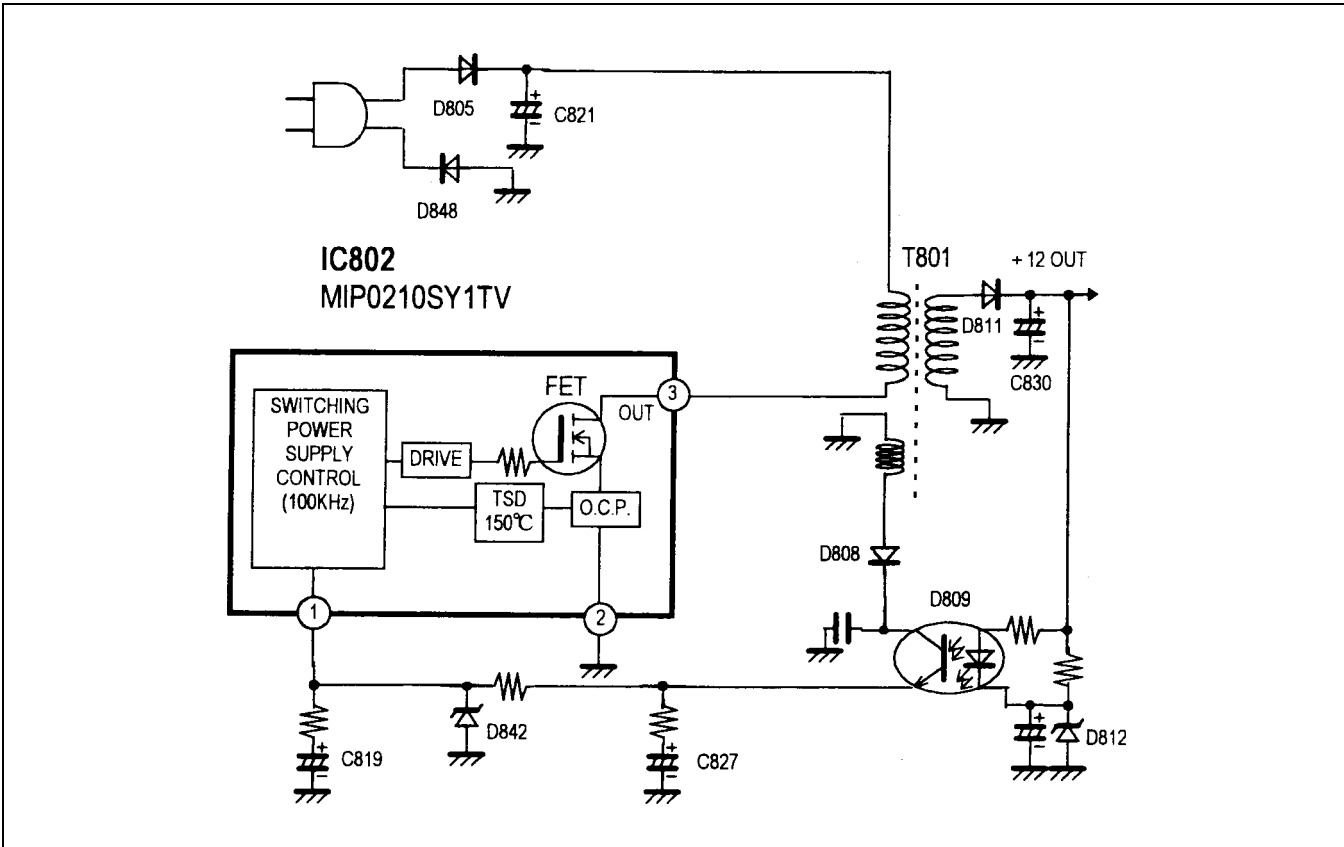 D805
+
-
C821
D848
IC802
MIP0210SY1TV
T801
+ 12 OUT
D811
+
-
C830
SWITCHING
POWER
SUPPLY
CONTROL
(100KHz)
DRIVE
FET
OUT
3
TSD
150℃
O.C.P.
1
2
D808
D809
D842
+
-
C819
+
-
C827
+
-
D812